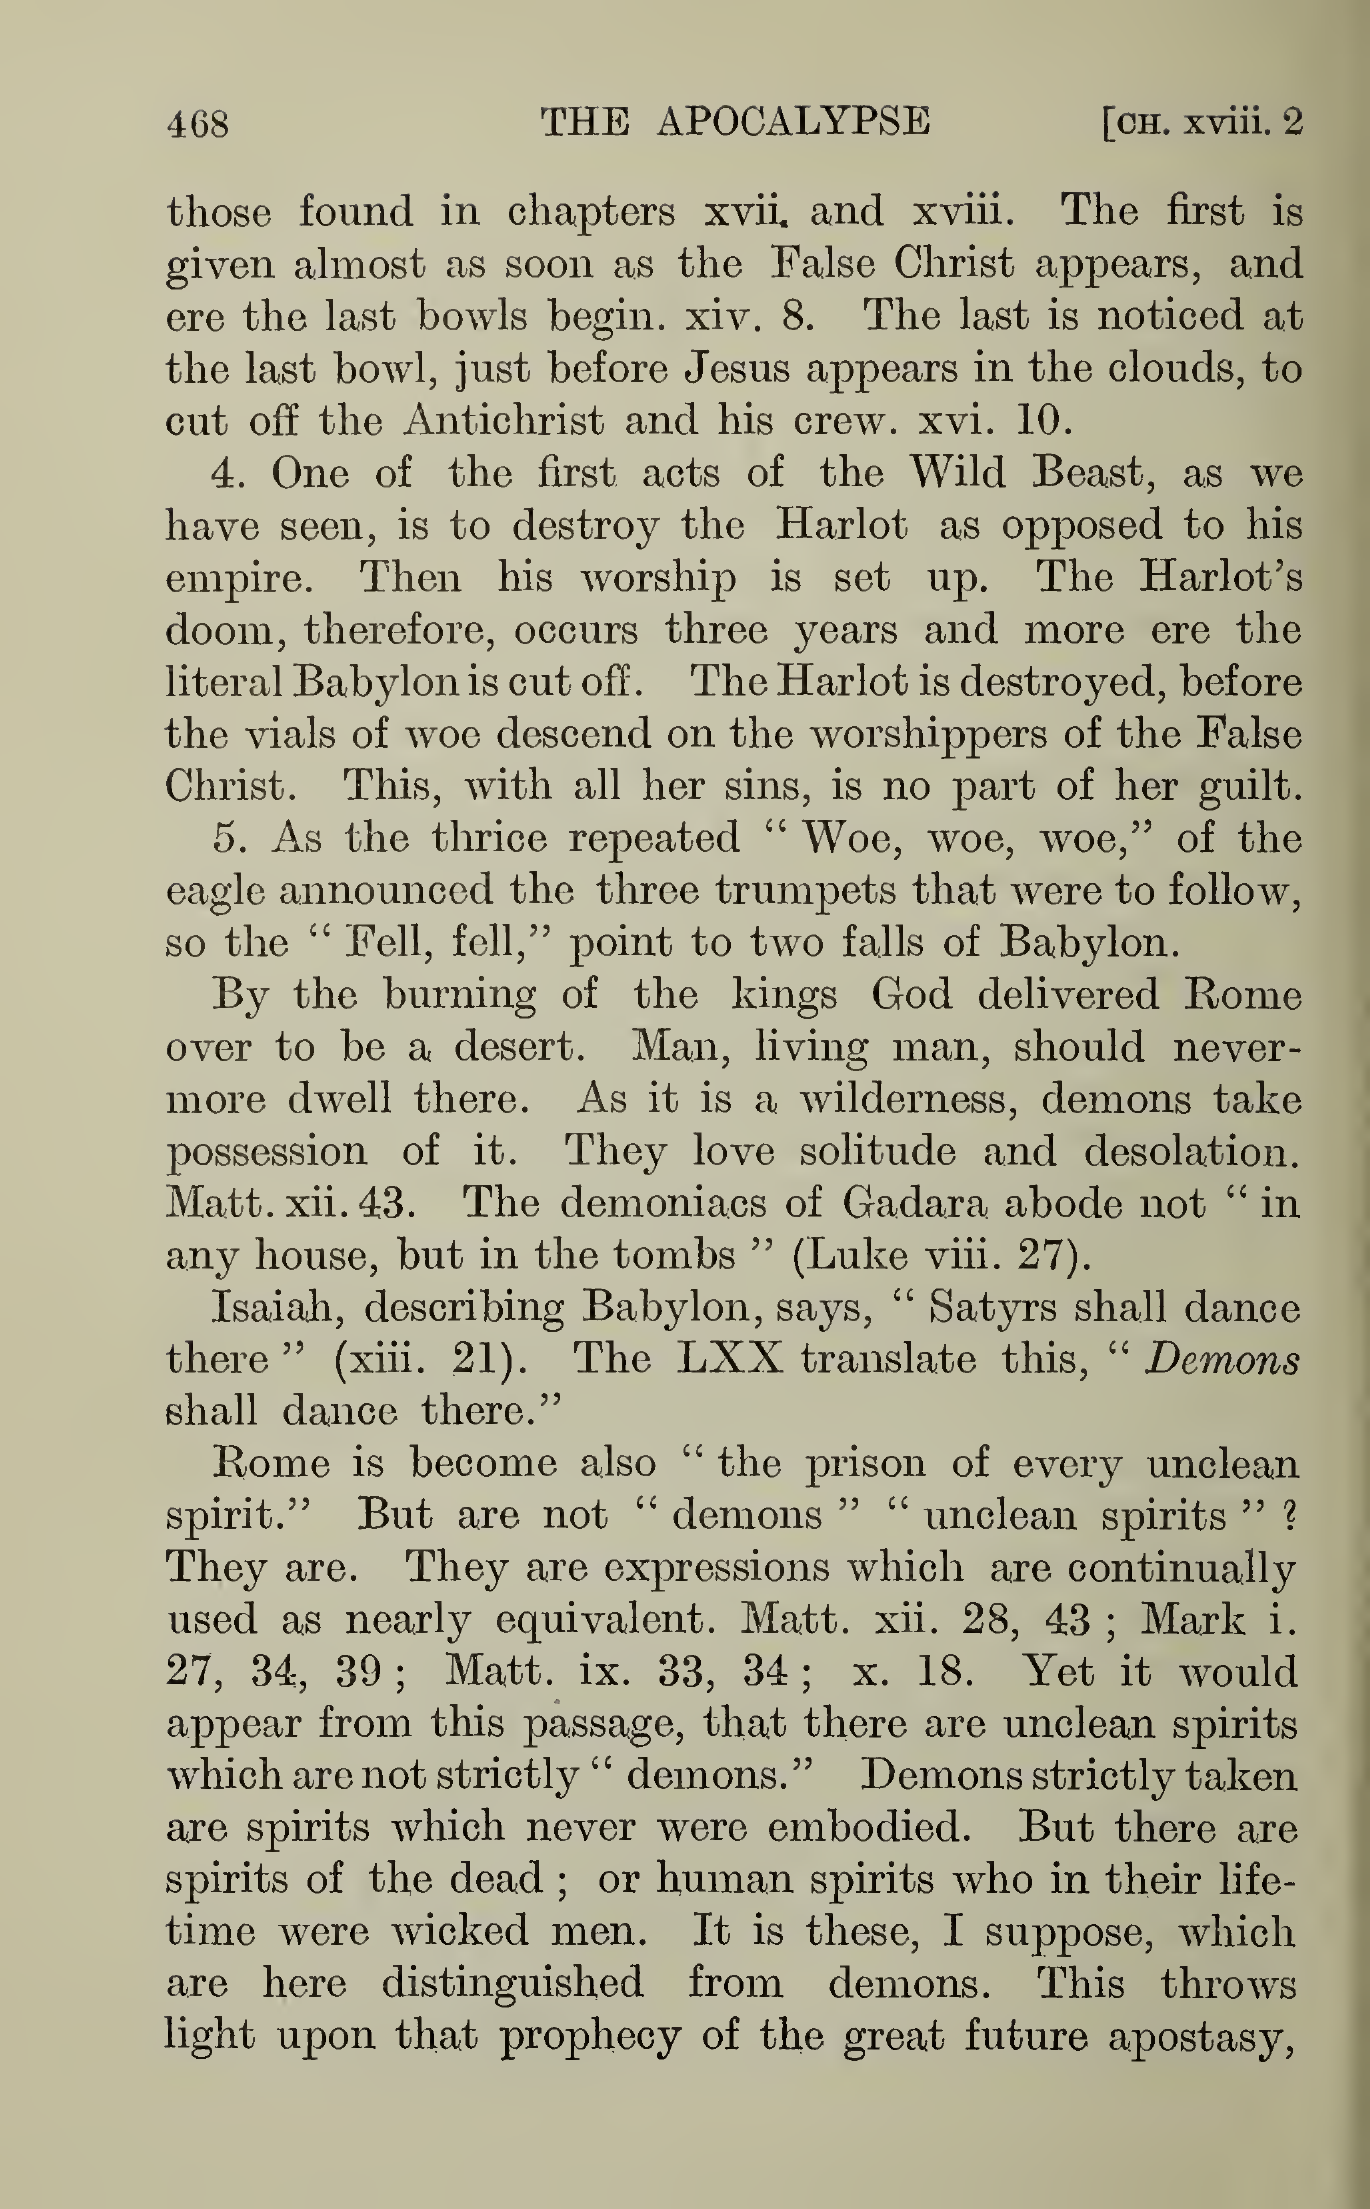 468 THE APOCALYPSE [CH. xviii. 2
those found in chapters xvii. and xviii. The first is
given almost as soon as the False Christ appears, and
ere the last bowls begin. xiv. 8. The last is noticed at
the last bowl, just before Jesus appears in the clouds, to
cut off the Antichrist and his crew. xvi. 10.
4. One of the first acts of the Wild Beast, as we
have seen, is to destroy the Harlot as opposed to his
empire. Then his worship is set up. The Harlot's
doom, therefore, occurs three years and more ere the
literal Babylon is cut off. The Harlot is destroyed, before
the vials of woe descend on the worshippers of the False
Christ. This, with all her sins, is no part of her guilt.
5. As the thrice repeated “ Woe, woe, woe,” of the
eagle announced the three trumpets that were to follow,
so the “ Fell, fell,” point to two falls of Babylon.
By the burning of the kings God delivered Rome
over to be a desert. Man, living man, should never-
more dwell there. As it is a wilderness, demons take
possession of it. They love solitude and desolation.
Matt. xii. 43. The demoniacs of Gadara abode not “ in
any house, but in the tombs ” (Luke viii. 27).
Isaiah, describing Babylon, says, “ Satyrs shall dance
there ” (xiii. 21). The LXX translate this, “ Demons
shall dance there.”
Rome is become also “ the prison of every unclean
spirit.” But are not “ demons ” “ unclean spirits ” ?
They are. They are expressions which are continually
used as nearly equivalent. Matt. xii. 28, 43 ; Mark i.
27, 34, 39 ; Matt. ix. 33, 34 ; x. 18. Yet it would
appear from this passage, that there are unclean spirits
which are not strictly “ demons.” Demons strictly taken
are spirits which never were embodied. But there are
spirits of the dead ; or human spirits who in their life-
time were wicked men. It is these, I suppose, which
are here distinguished from demons. This throws
light upon that prophecy of the great future apostasy,